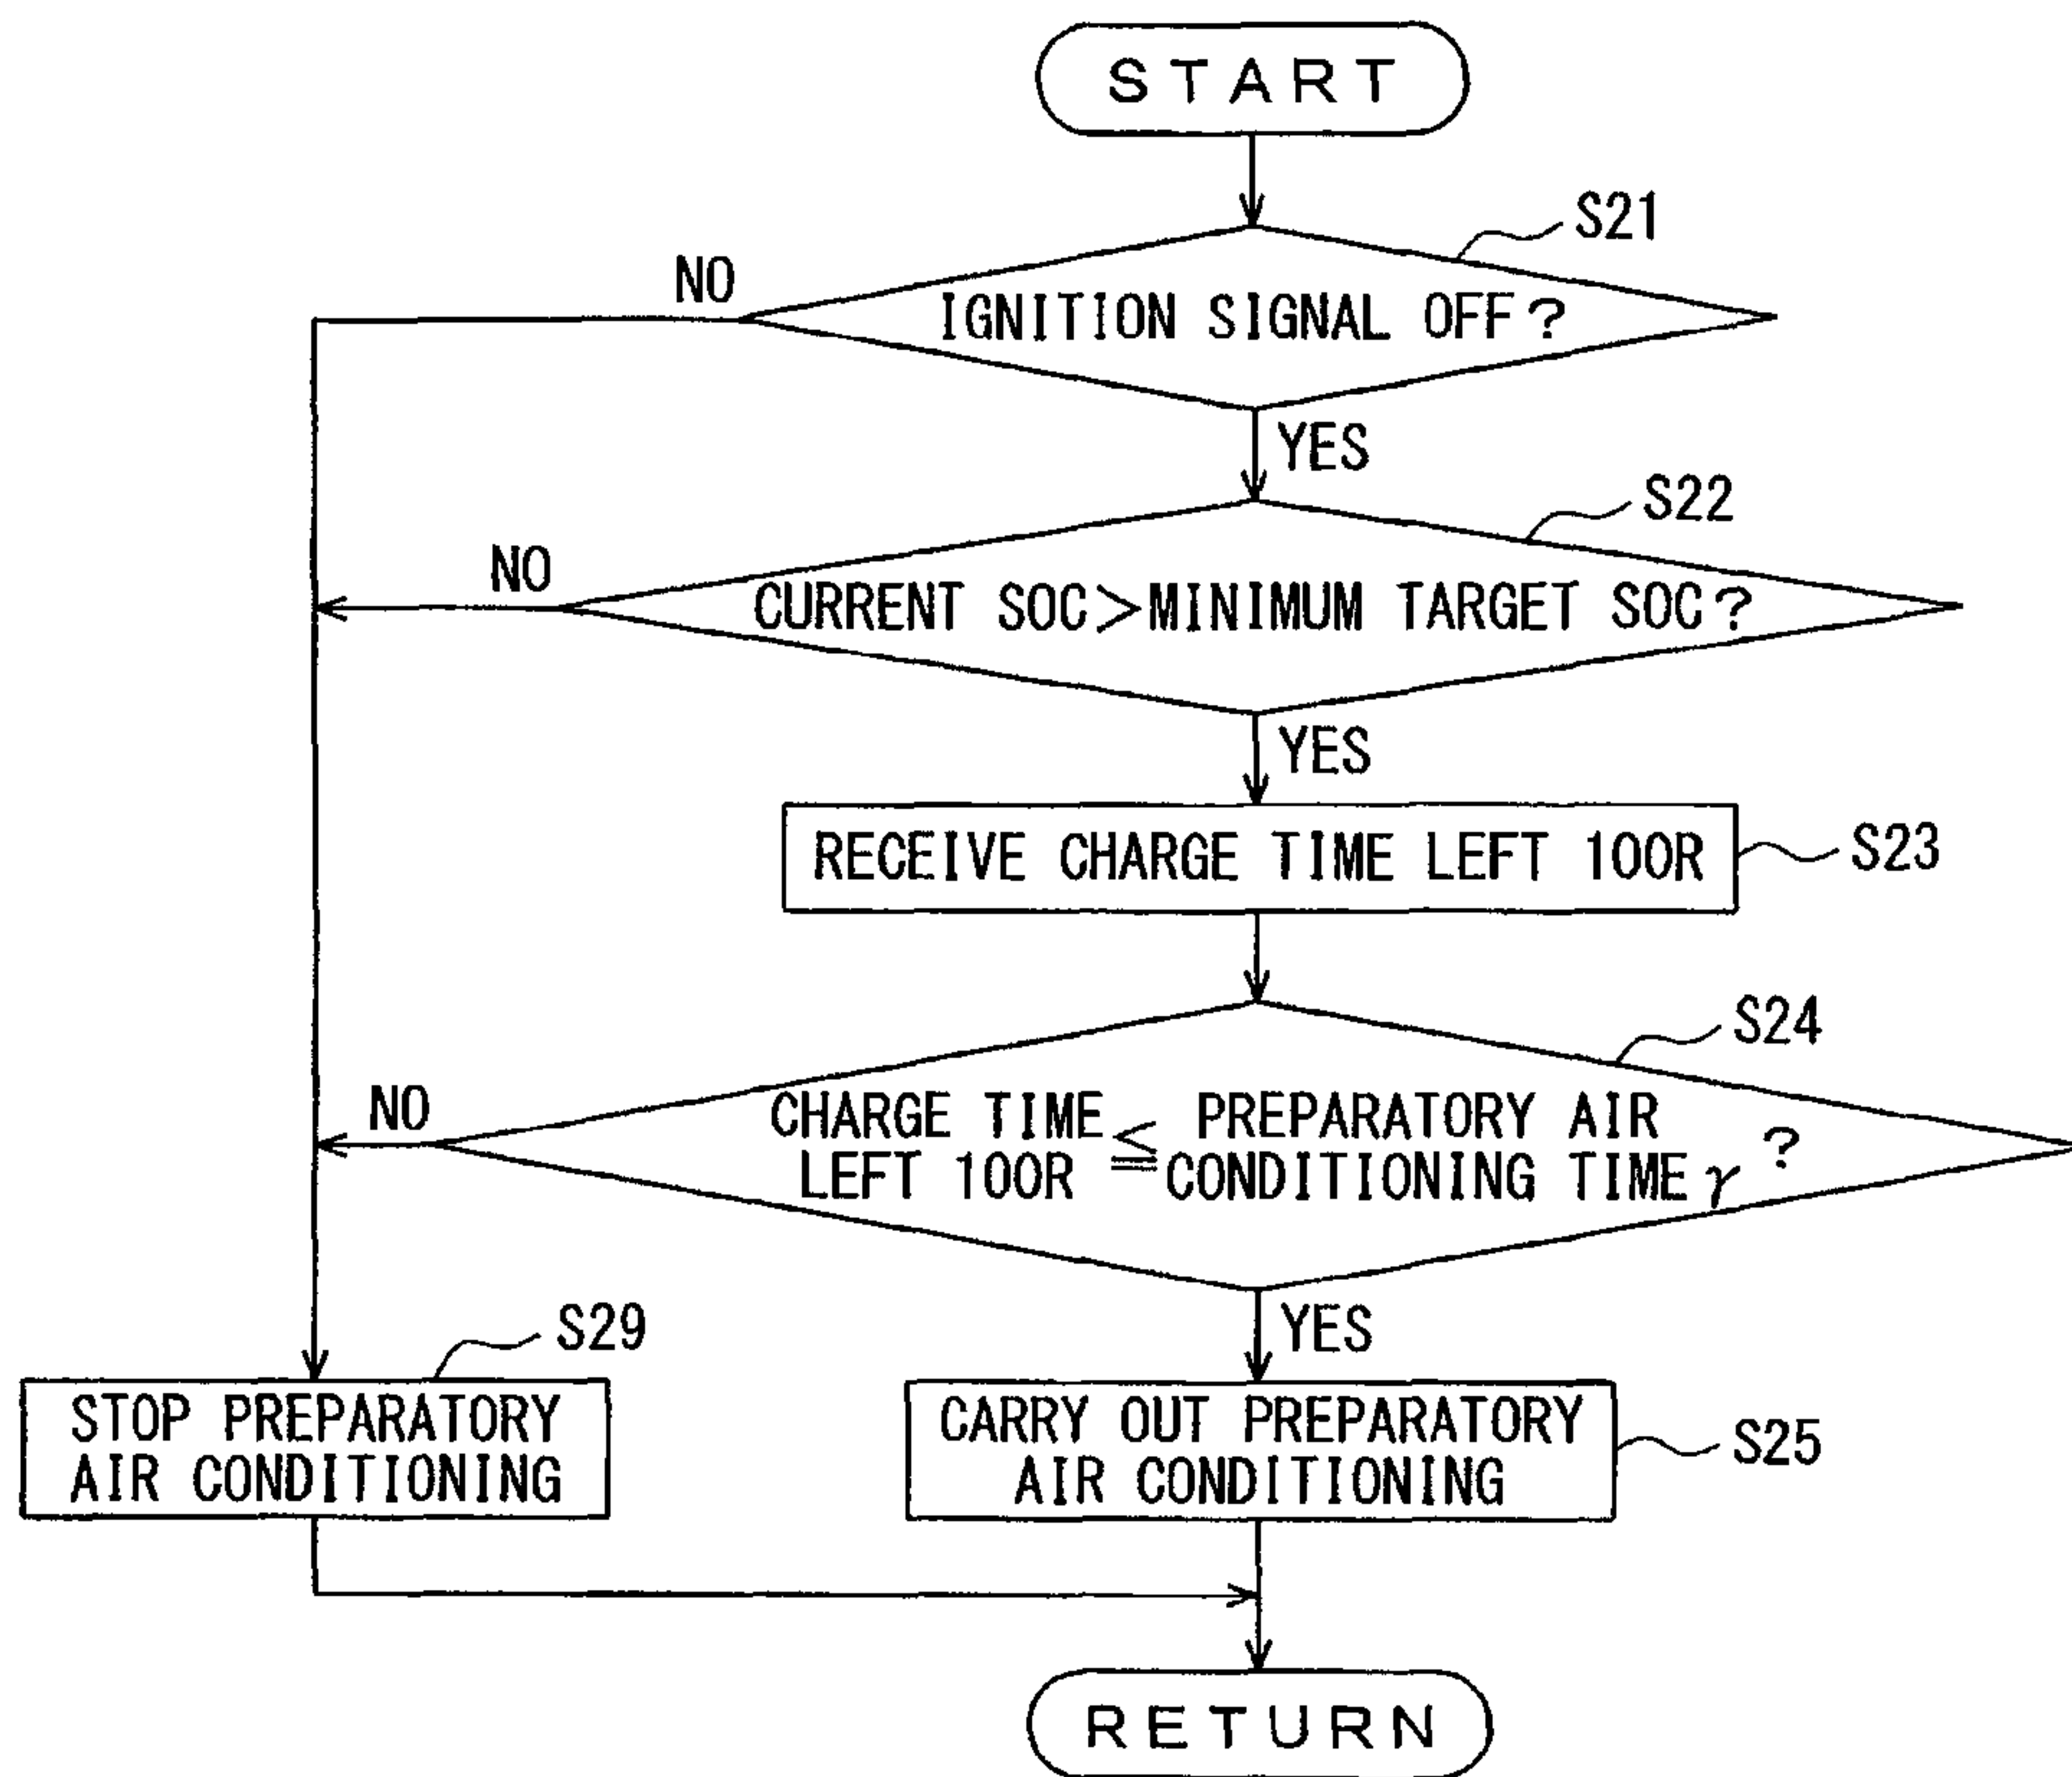 START
S21
NO
IGNITION SIGNAL OFF?
YES
S22
NO
CURRENT SOC>MINIMUM TARGET SOC?
YES
RECEIVE CHARGE TIME LEFT 100R
S23
S24
NO
CHARGE TIME ≦ PREPARATORY AIR
LEFT 100R CONDITIONING TIME γ ?
YES
S29
STOP PREPARATORY
AIR CONDITIONING
CARRY OUT PREPARATORY
AIR CONDITIONING
S25
RETURN